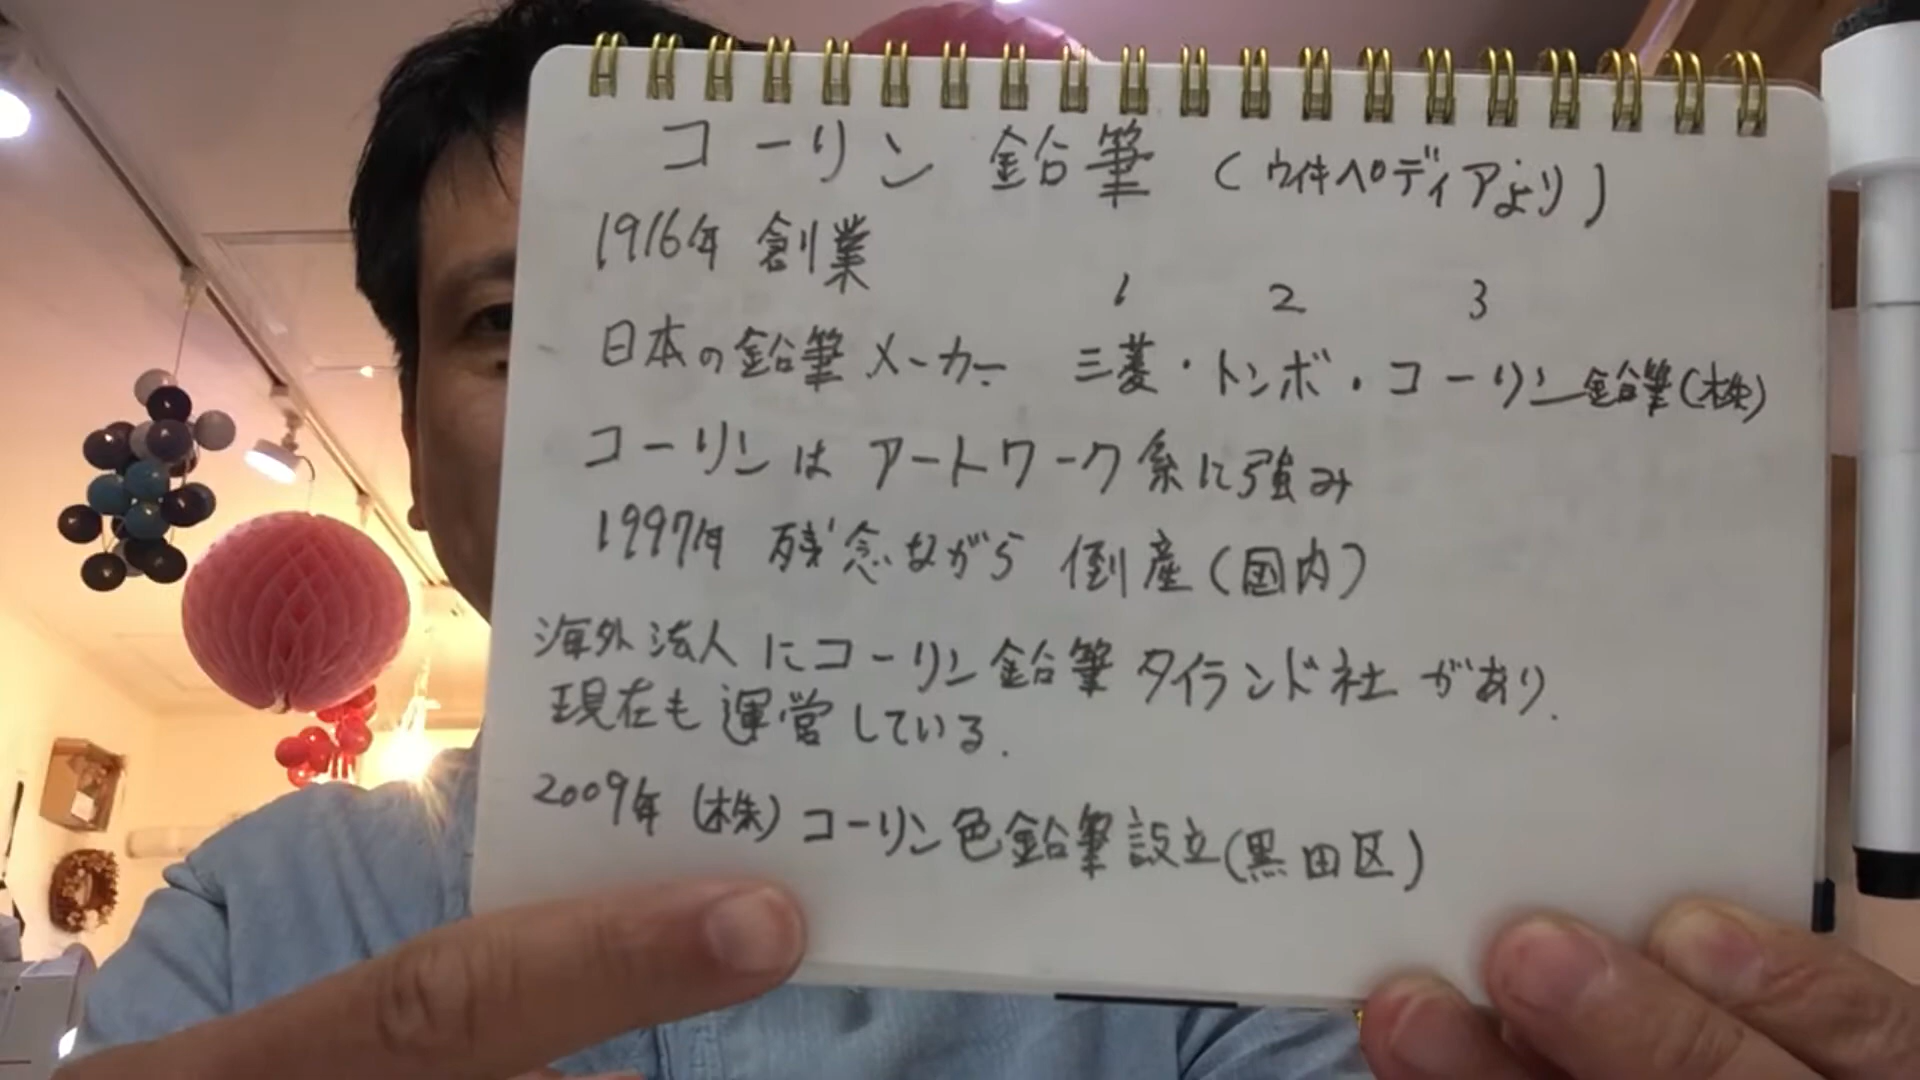 コーリン鉛筆(ウィキペディアより)
1916年 創業
1 2 3
日本の鉛筆メーカー 三菱・トンボ・コーリン鉛筆(株)
コーリンは アートワーク系に強み
1997年 残念ながら 倒産(国内)
海外法人にコーリン鉛筆タイランド社があり.
現在も運営している.
2009年 (株)コーリン色鉛筆設立(黒田区)